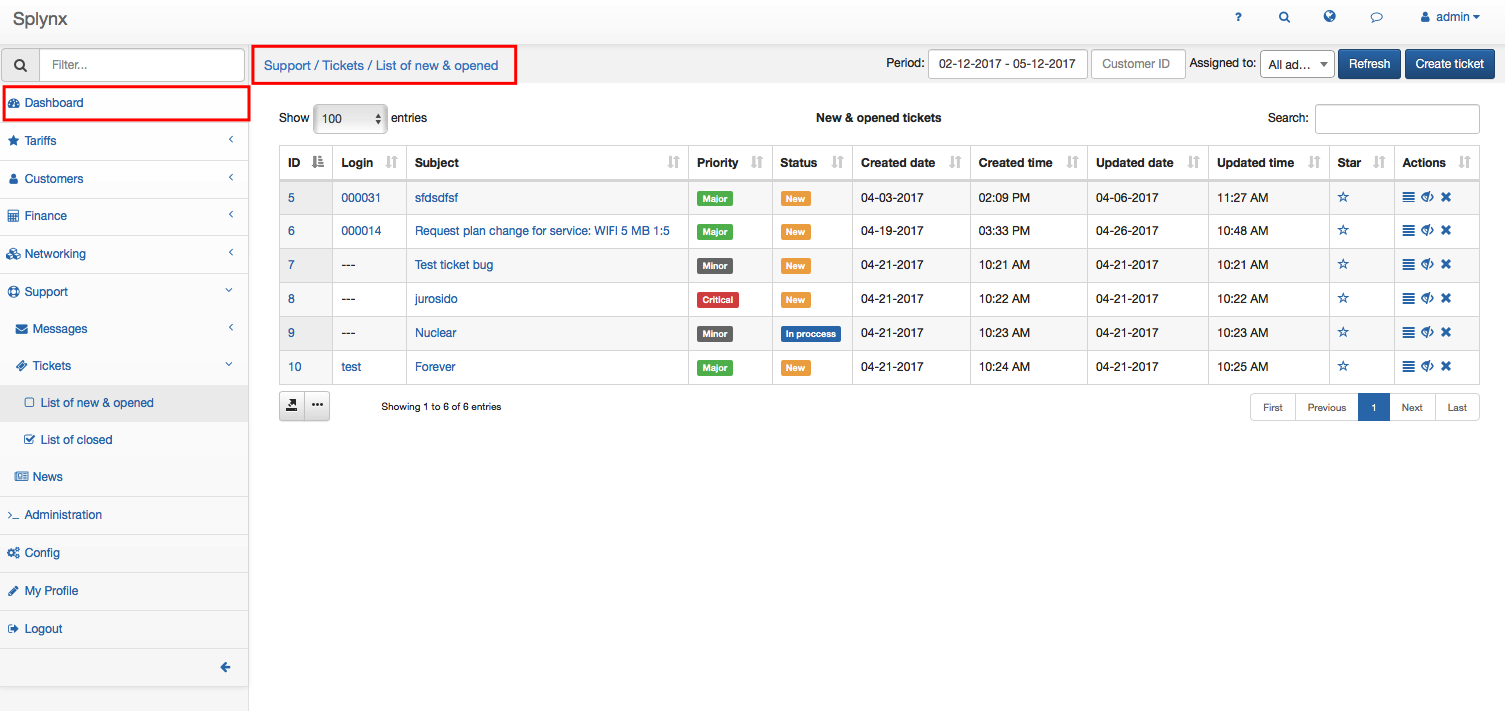 Splynx
? admin
Filter...
Support / Tickets / List of new & opened
Period: 02-12-2017 - 05-12-2017 Customer ID Assigned to: All ad... Refresh Create ticket
Dashboard
Tariffs
Customers
Finance
Networking
Support
Messages
Tickets
List of new & opened
List of closed
News
Administration
Config
My Profile
Logout
Show 100 entries
New & opened tickets
Search:
ID Login Subject Priority Status Created date Created time Updated date Updated time Star Actions
5 000031 sfdsdfsf Major New 04-03-2017 02:09 PM 04-06-2017 11:27 AM
6 000014 Request plan change for service: WIFI 5 MB 1:5 Major New 04-19-2017 03:33 PM 04-26-2017 10:48 AM
7 --- Test ticket bug Minor New 04-21-2017 10:21 AM 04-21-2017 10:21 AM
8 --- jurosido Critical New 04-21-2017 10:22 AM 04-21-2017 10:22 AM
9 --- Nuclear Minor In proccess 04-21-2017 10:23 AM 04-21-2017 10:23 AM
10 test Forever Major New 04-21-2017 10:24 AM 04-21-2017 10:25 AM
Showing 1 to 6 of 6 entries
First Previous 1 Next Last